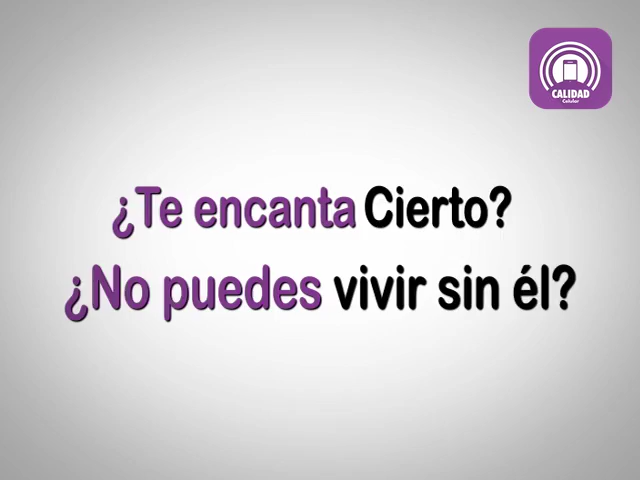 CALIDAD
Celular
¿Te encanta Cierto?
¿No puedes vivir sin él?